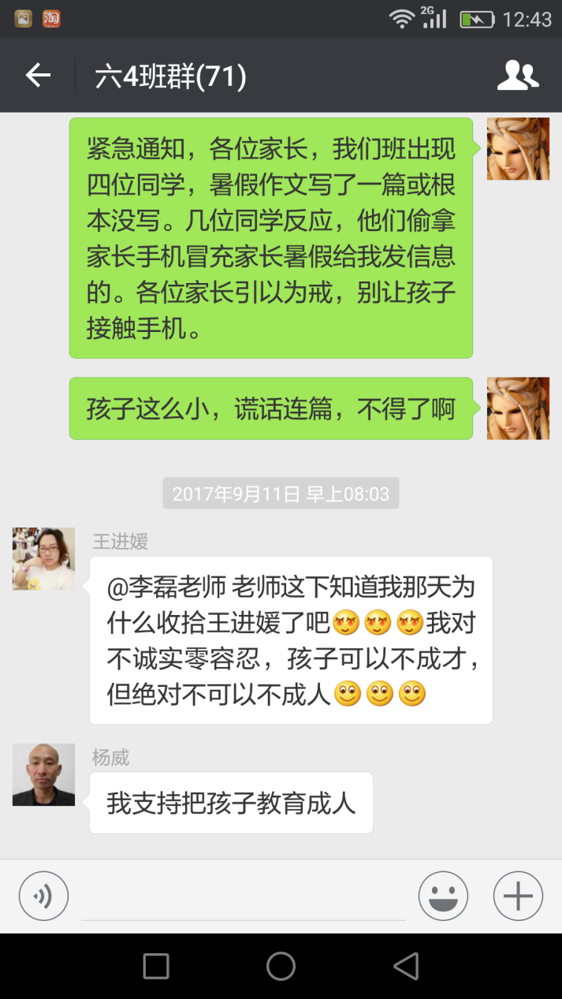 淘
2G
12:43
六4班群(71)
紧急通知，各位家长，我们班出现
四位同学，暑假作文写了一篇或根
本没写。几位同学反应，他们偷拿
家长手机冒充家长暑假给我发信息
的。各位家长引以为戒，别让孩子
接触手机。
孩子这么小，谎话连篇，不得了啊
2017年9月11日 早上08:03
王进媛
@李磊老师 老师这下知道我那天为
什么收拾王进媛了吧😍😍😍我对
不诚实零容忍，孩子可以不成才，
但绝对不可以不成人🙂🙂🙂
杨威
我支持把孩子教育成人